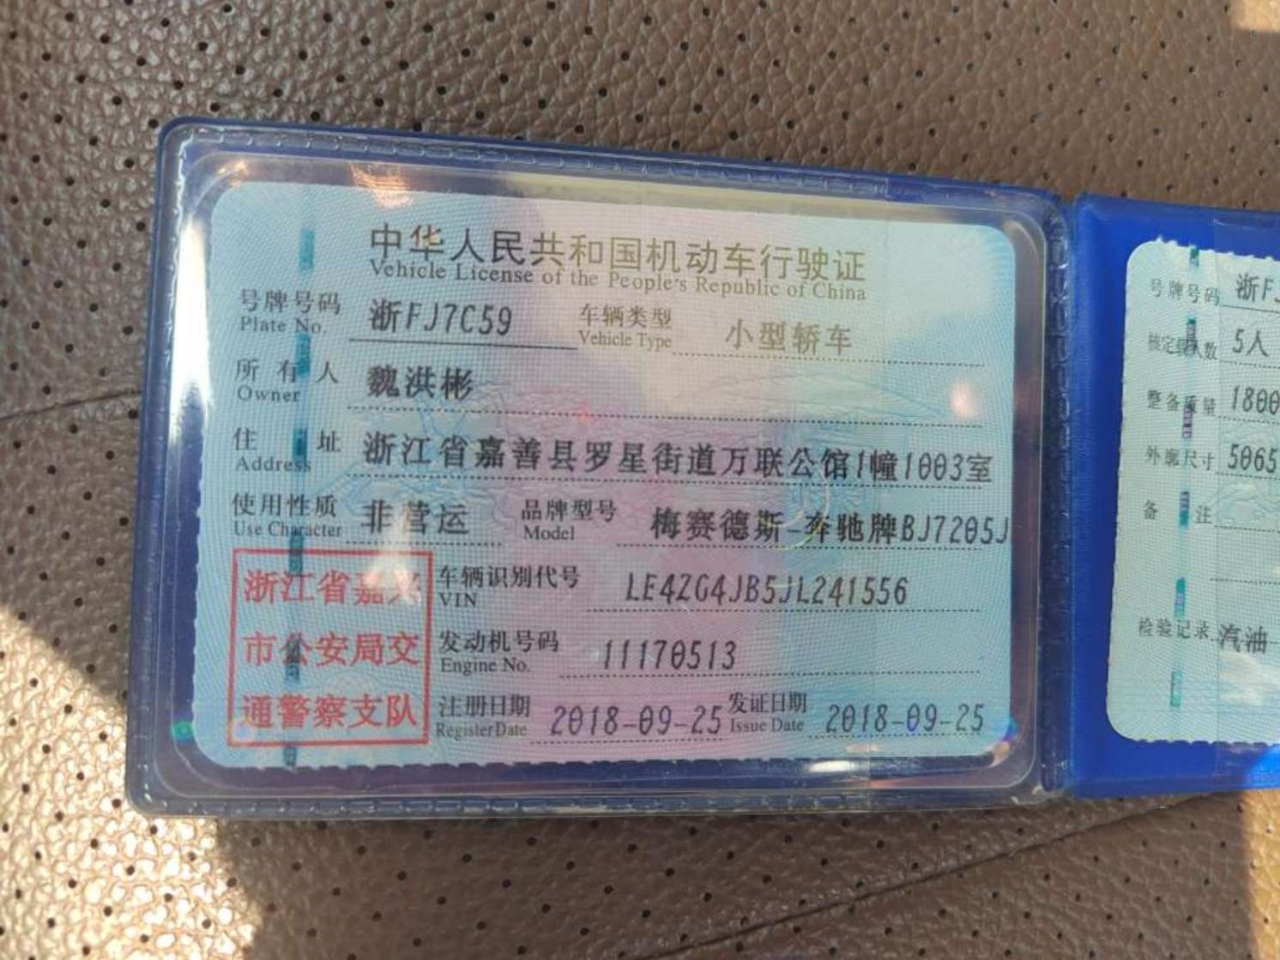 中华人民共和国机动车行驶证
Vehicle License of the People's Republic of China
号牌号码 浙FJ7C59 车辆类型 小型轿车
Plate No. Vehicle Type
所有人 魏洪彬
Owner
住址 浙江省嘉善县罗星街道万联公馆1幢1003室
Address
使用性质 非营运 品牌型号 梅赛德斯-奔驰牌BJ7205J
Use Character Model
浙江省嘉兴
市公安局交
通警察支队
车辆识别代号 LE4ZG4JB5JL241556
VIN
发动机号码 11170513
Engine No.
注册日期 2018-09-25 发证日期 2018-09-25
Register Date Issue Date
号牌号码 浙F
核定载人数 5人
整备质量 1800
外廓尺寸 5065
备注
检验记录 汽油